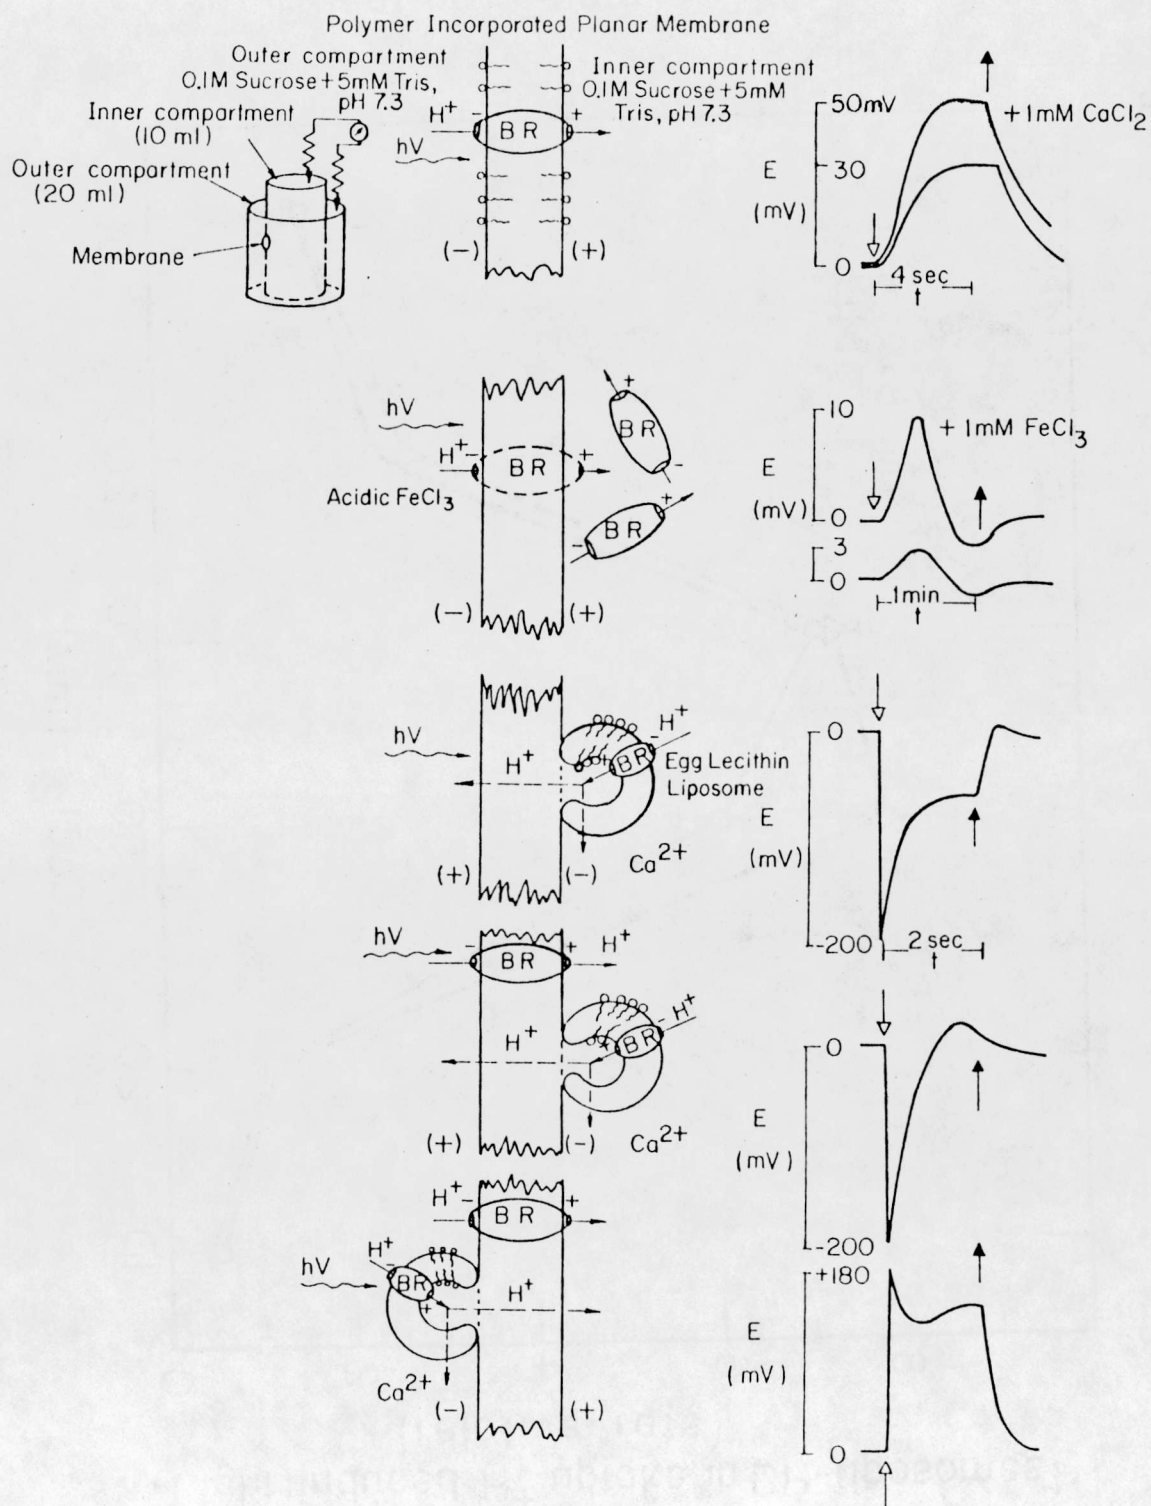 Polymer Incorporated Planar Membrane
Outer compartment
0.1M Sucrose+5mM Tris,
pH 7.3
Inner compartment
(10 ml)
Outer compartment
(20 ml)
Membrane
Inner compartment
0.1M Sucrose+5mM
Tris, pH 7.3
H+ - BR +
hV
(-) (+)
50mV
30
0
E
(mV)
+1mM CaCl2
4 sec
t
hV
H+ - BR +
Acidic FeCl3
(-) (+)
+
BR
-
+
BR
-
10
0
3
0
E
(mV)
+ 1mM FeCl3
1min
t
hV
H+
- H+
+ BR
Egg Lecithin
Liposome
Ca2+
(+) (-)
0
E
(mV)
-200
2 sec
t
hV
- BR + H+
H+
- H+
+ BR
Ca2+
(+) (-)
0
E
(mV)
-200
H+ - BR +
hV
H+ -
BR
+
H+
Ca2+
(-) (+)
+180
E
(mV)
0